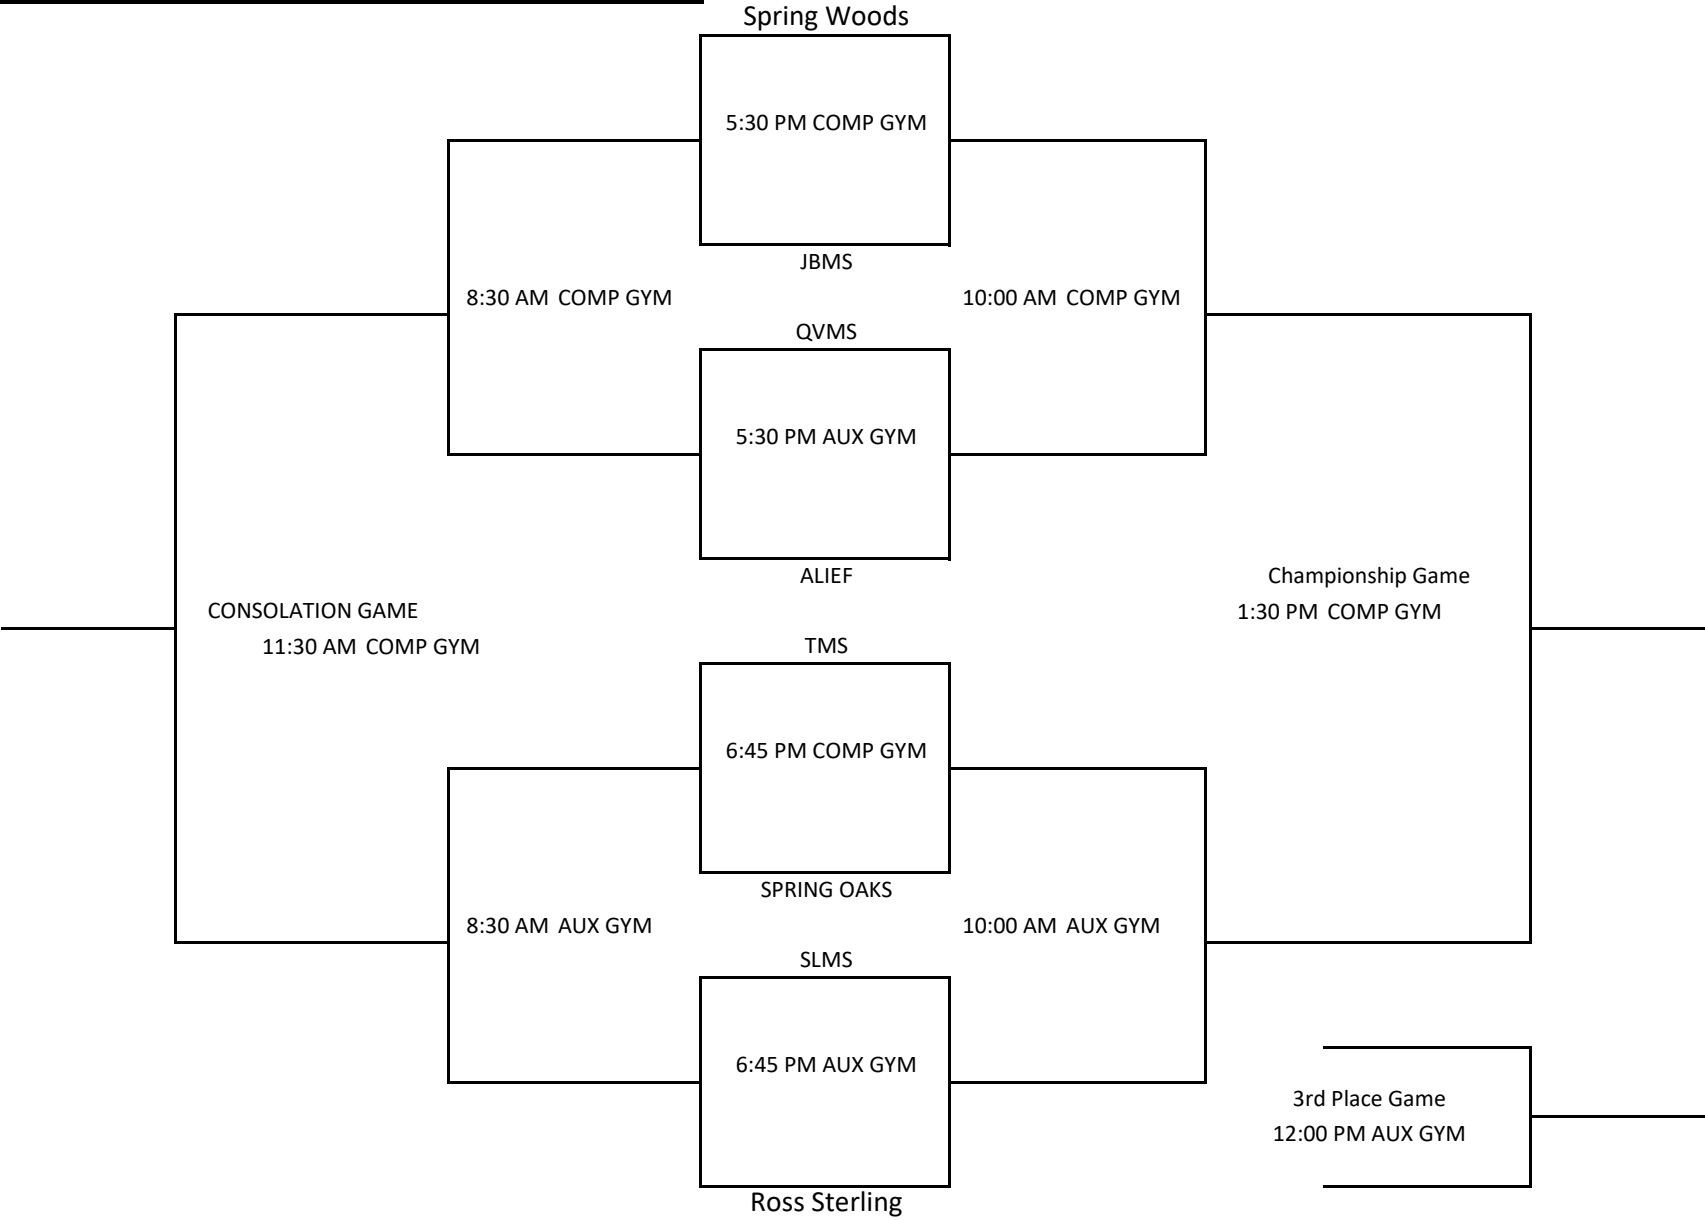 Spring Woods
5:30 PM COMP GYM
JBMS
8:30 AM COMP GYM
10:00 AM COMP GYM
QVMS
5:30 PM AUX GYM
ALIEF
Championship Game
CONSOLATION GAME
1:30 PM COMP GYM
11:30 AM COMP GYM
TMS
6:45 PM COMP GYM
SPRING OAKS
8:30 AM AUX GYM
10:00 AM AUX GYM
SLMS
6:45 PM AUX GYM
3rd Place Game
12:00 PM AUX GYM
Ross Sterling